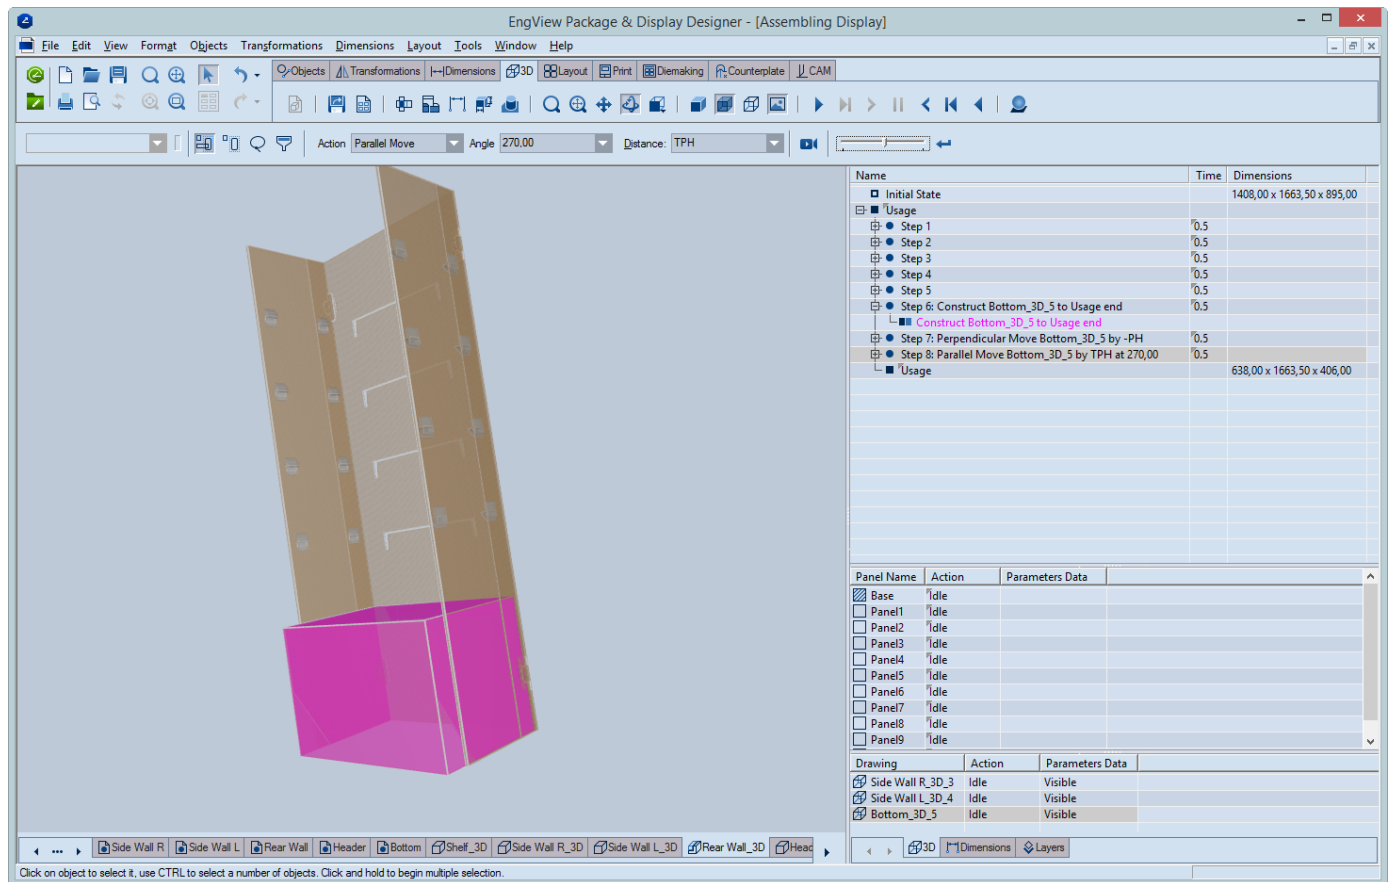 EngView Package & Display Designer - [Assembling Display]
File Edit View Format Objects Transformations Dimensions Layout Tools Window Help
Objects Transformations Dimensions 3D Layout Print Diemaking Counterplate CAM
Action Parallel Move Angle 270,00 Distance: TPH
Name Time Dimensions
Initial State 1408,00 x 1663,50 x 895,00
Usage
Step 1 0.5
Step 2 0.5
Step 3 0.5
Step 4 0.5
Step 5 0.5
Step 6: Construct Bottom_3D_5 to Usage end 0.5
Construct Bottom_3D_5 to Usage end
Step 7: Perpendicular Move Bottom_3D_5 by -PH 0.5
Step 8: Parallel Move Bottom_3D_5 by TPH at 270,00 0.5
Usage 638,00 x 1663,50 x 406,00
Panel Name Action Parameters Data
Base Idle
Panel1 Idle
Panel2 Idle
Panel3 Idle
Panel4 Idle
Panel5 Idle
Panel6 Idle
Panel7 Idle
Panel8 Idle
Panel9 Idle
Drawing Action Parameters Data
Side Wall R_3D_3 Idle Visible
Side Wall L_3D_4 Idle Visible
Bottom_3D_5 Idle Visible
Side Wall R Side Wall L Rear Wall Header Bottom Shelf_3D Side Wall R_3D Side Wall L_3D Rear Wall_3D Head
3D Dimensions Layers
Click on object to select it, use CTRL to select a number of objects. Click and hold to begin multiple selection.